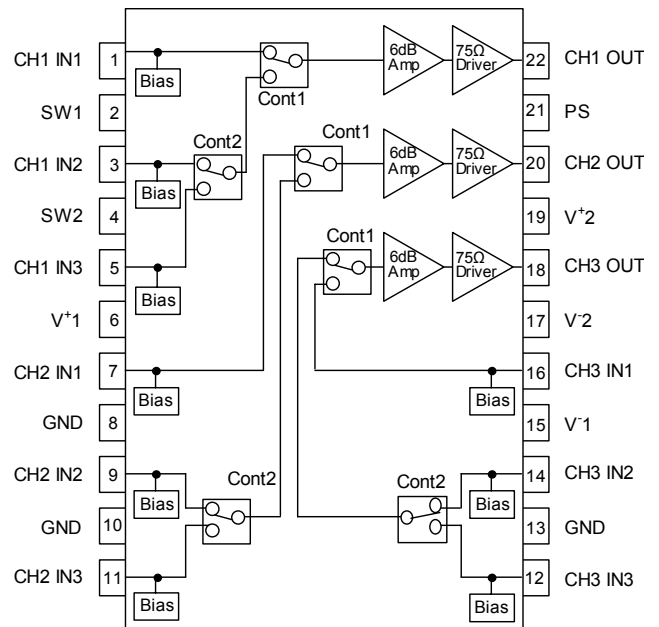 CH1 IN1 1 Bias Cont1 6dB Amp 75Ω Driver 22 CH1 OUT
SW1 2 21 PS
CH1 IN2 3 Bias Cont2 Cont1 6dB Amp 75Ω Driver 20 CH2 OUT
SW2 4 19 V+2
CH1 IN3 5 Bias Cont1 6dB Amp 75Ω Driver 18 CH3 OUT
V+1 6 17 V-2
CH2 IN1 7 Bias Bias 16 CH3 IN1
GND 8 15 V-1
CH2 IN2 9 Bias Cont2 Cont2 Bias 14 CH3 IN2
GND 10 13 GND
CH2 IN3 11 Bias Bias 12 CH3 IN3